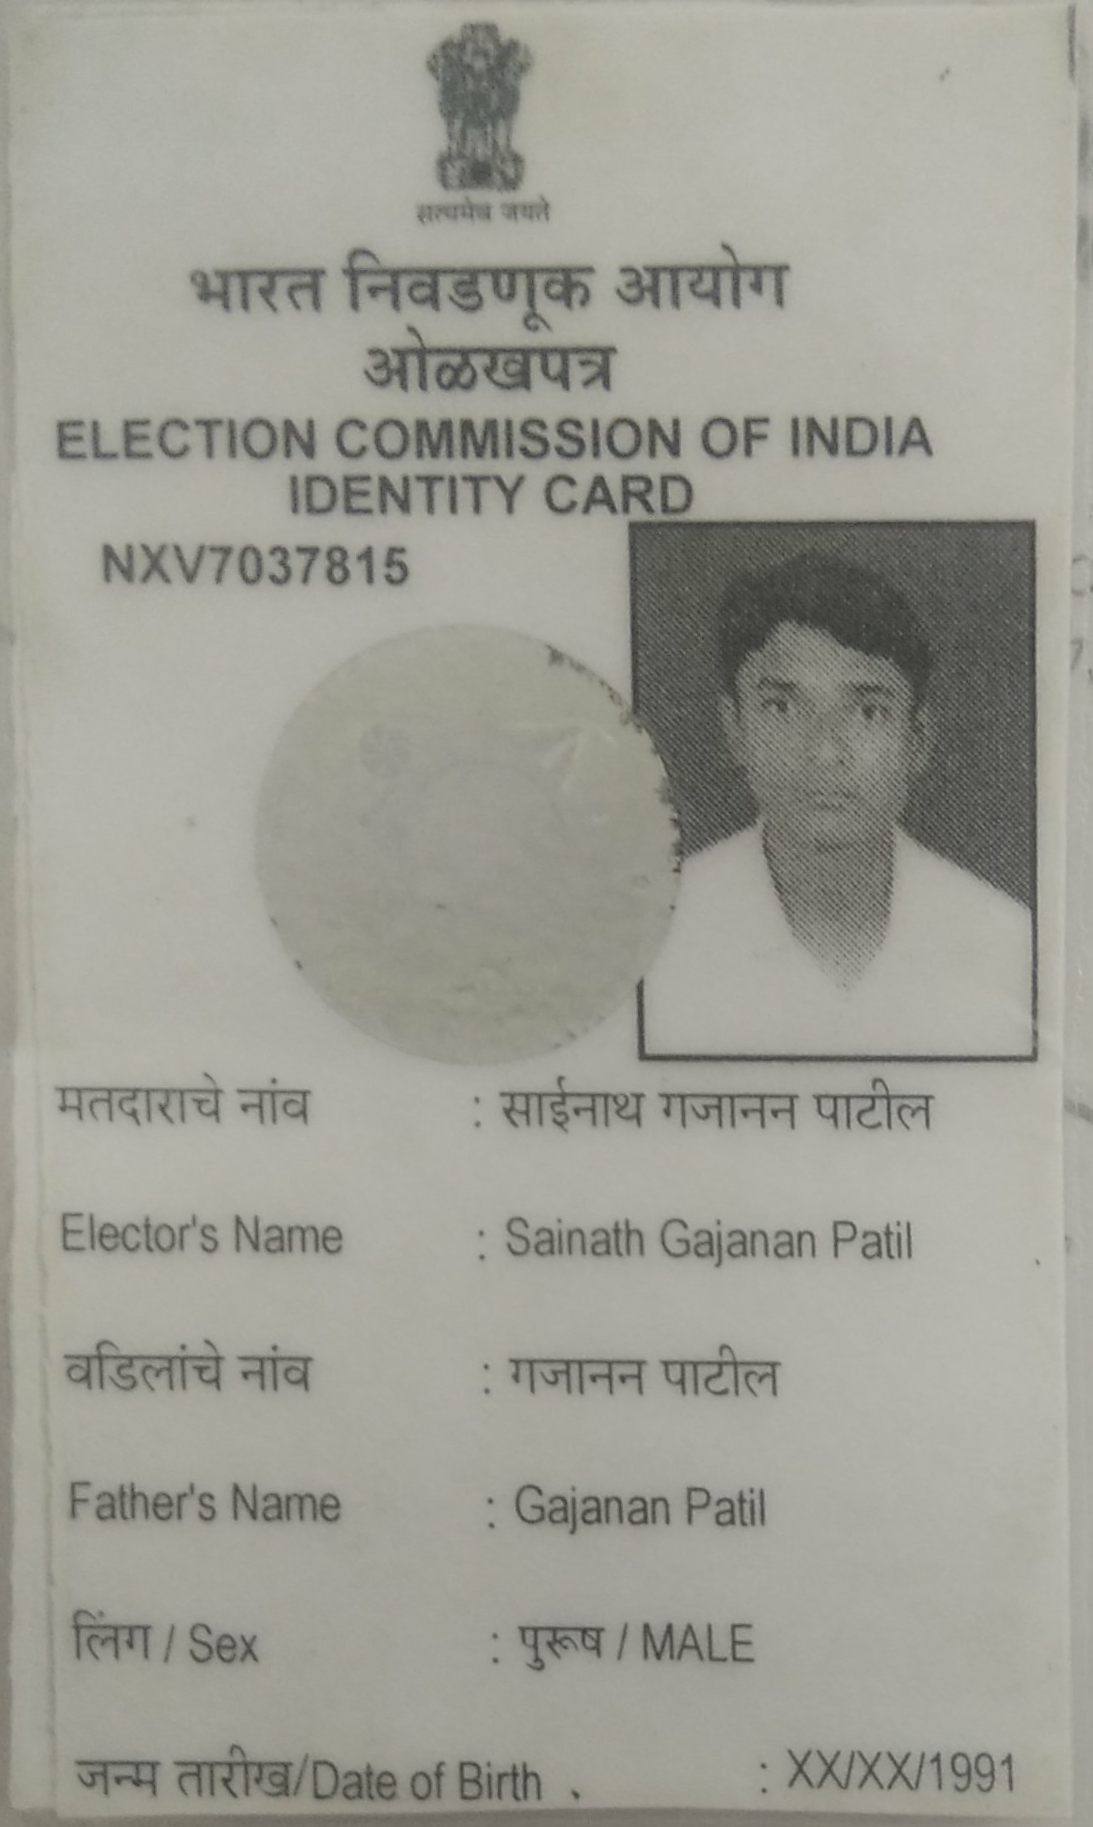 सत्यमेव जयते
भारत निवडणूक आयोग
ओळखपत्र
ELECTION COMMISSION OF INDIA
IDENTITY CARD
NXV7037815
मतदाराचे नांव : साईनाथ गजानन पाटील
Elector's Name : Sainath Gajanan Patil
वडिलांचे नांव : गजानन पाटील
Father's Name : Gajanan Patil
लिंग / Sex : पुरूष / MALE
जन्म तारीख/Date of Birth . : XX/XX/1991